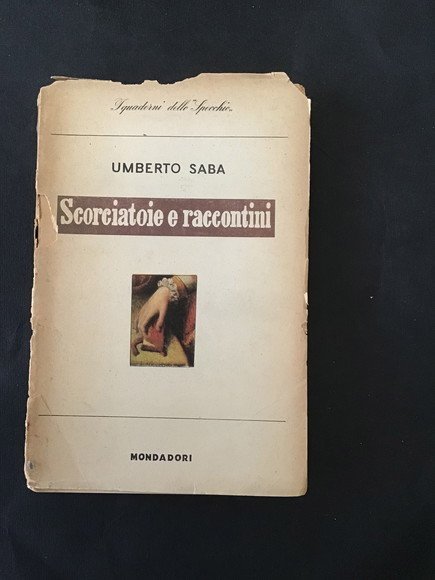 I quaderni dello "Specchio"
UMBERTO SABA
Scorciatoie e raccontini
MONDADORI